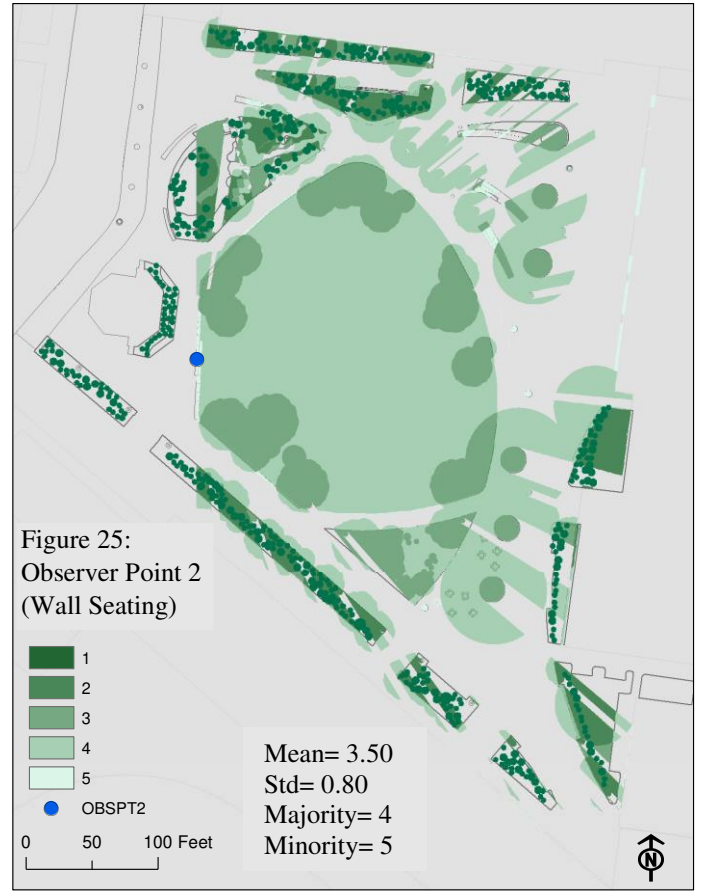 Figure 25:
Observer Point 2
(Wall Seating)
1
2
3
4
5
OBSPT2
0 50 100 Feet
Mean= 3.50
Std= 0.80
Majority= 4
Minority= 5
N